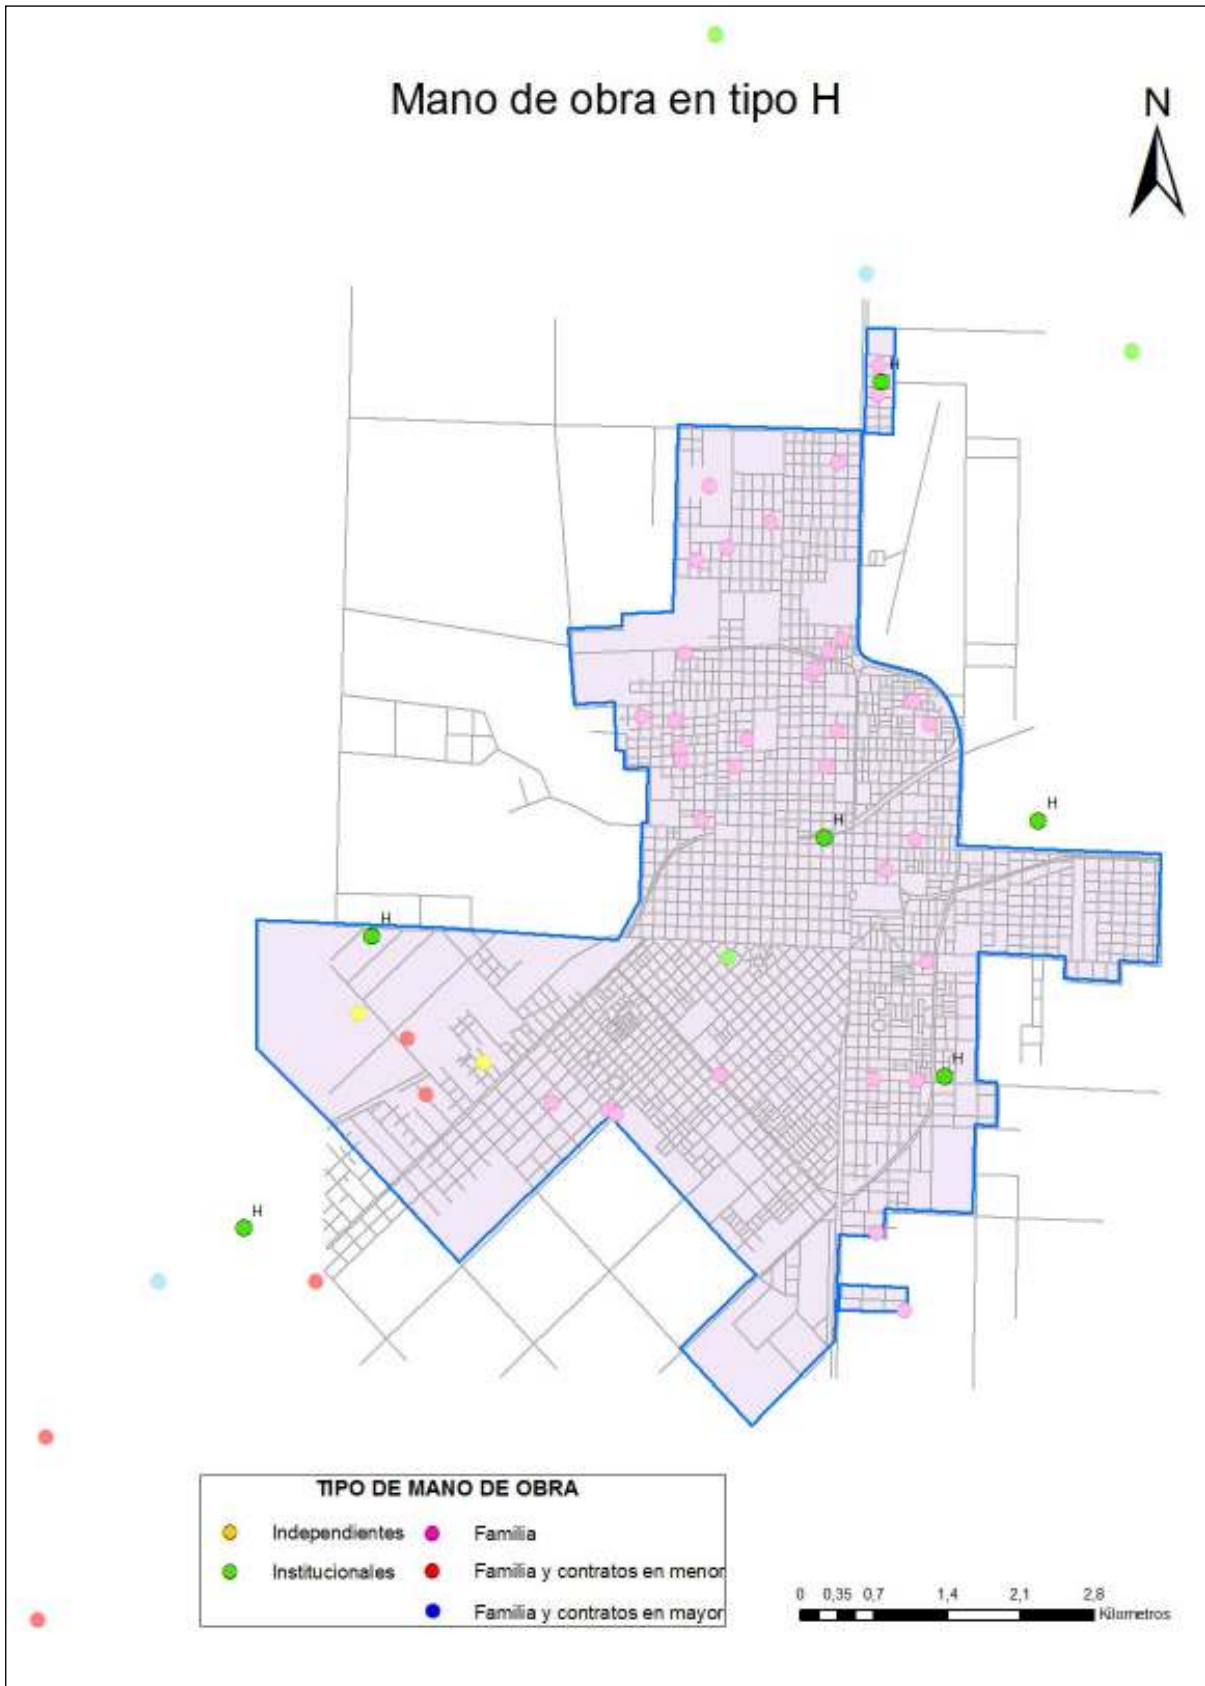 Mano de obra en tipo H
N
H
H
H
H
H
H
TIPO DE MANO DE OBRA
Independientes
Familia
Institucionales
Familia y contratos en menor
Familia y contratos en mayor
0 0,35 0,7 1,4 2,1 2,8
Kilometros